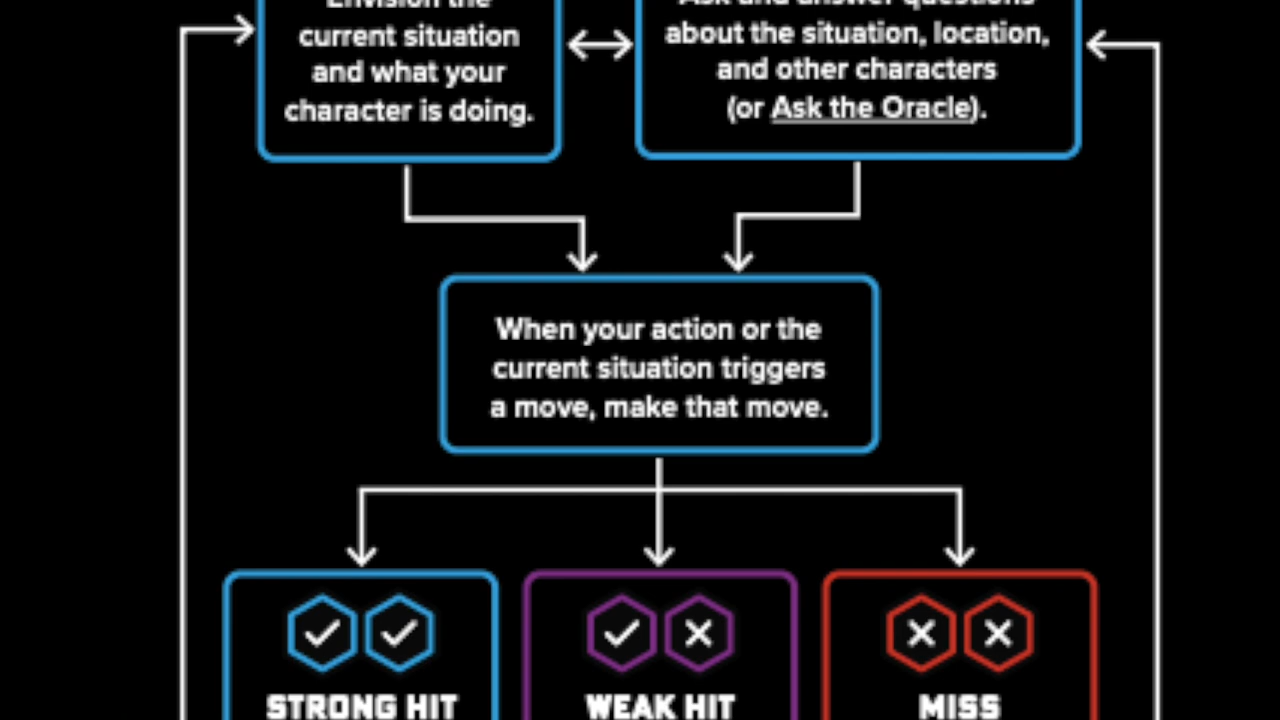 Envision the
current situation
and what your
character is doing.
Ask and answer questions
about the situation, location,
and other characters
(or Ask the Oracle).
When your action or the
current situation triggers
a move, make that move.
STRONG HIT
WEAK HIT
MISS